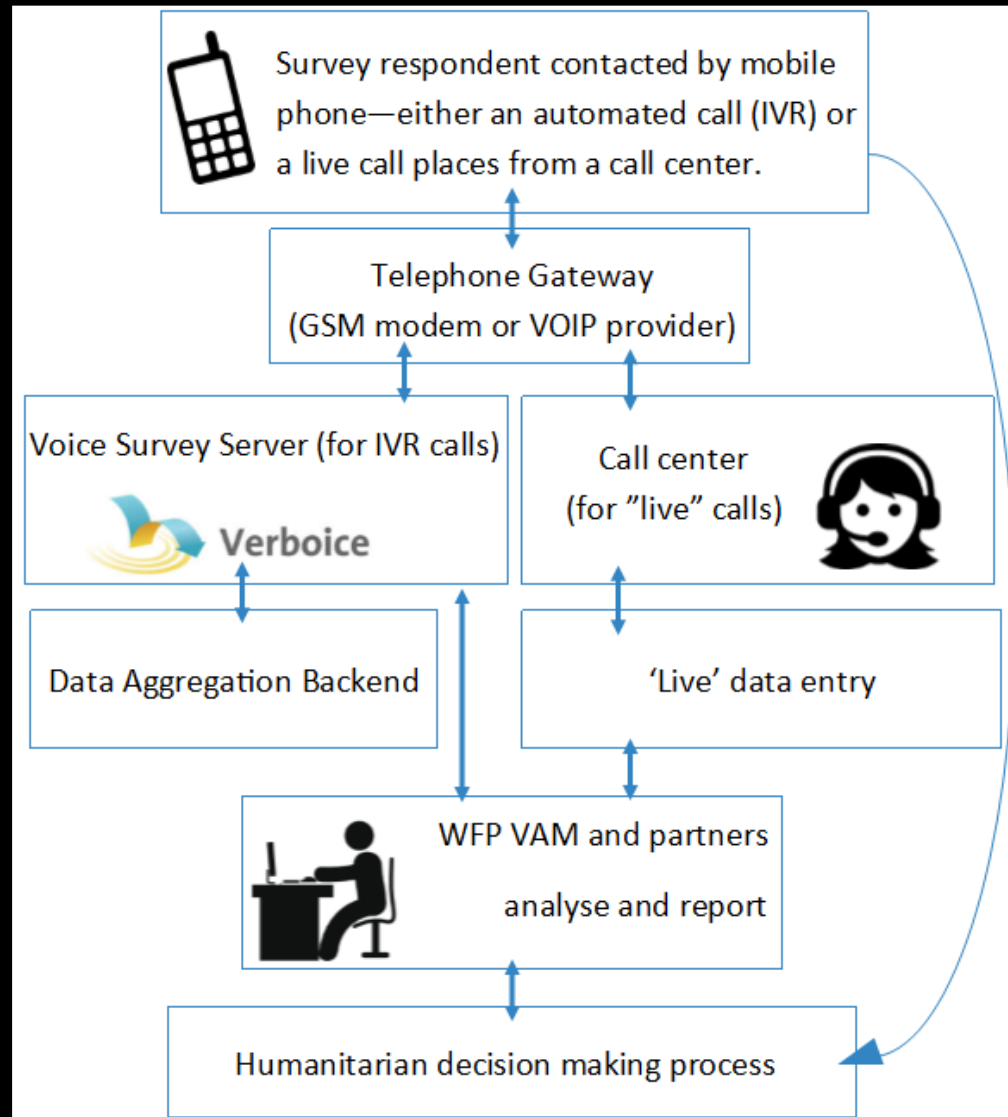 Survey respondent contacted by mobile
phone—either an automated call (IVR) or
a live call places from a call center.
Telephone Gateway
(GSM modem or VOIP provider)
Voice Survey Server (for IVR calls)
Verboice
Call center
(for ”live” calls)
Data Aggregation Backend
‘Live’ data entry
WFP VAM and partners
analyse and report
Humanitarian decision making process